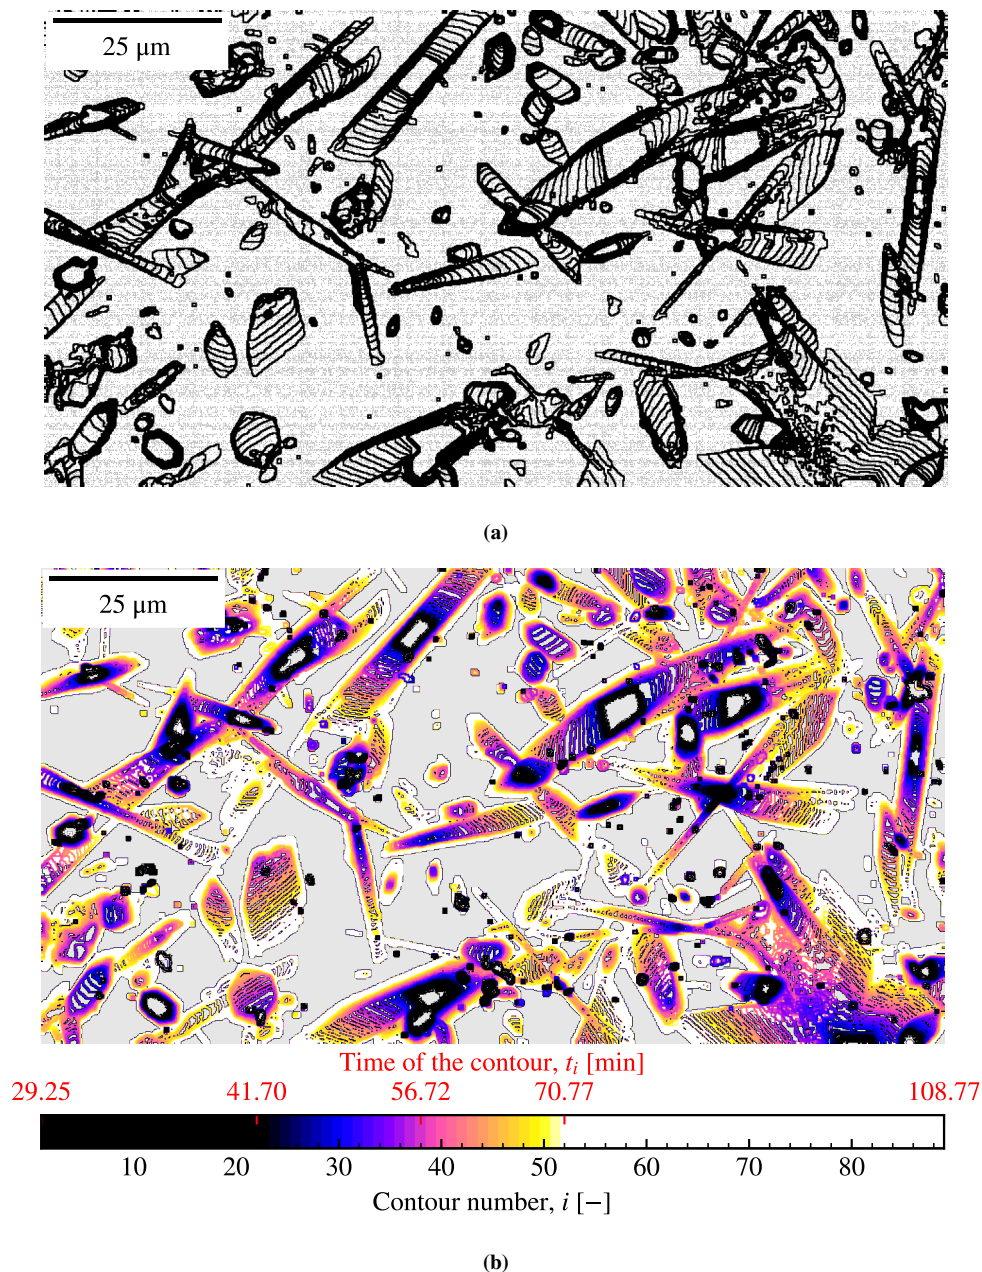 25 μm
(a)
25 μm
Time of the contour, tᵢ [min]
29.25 41.70 56.72 70.77 108.77
10 20 30 40 50 60 70 80
Contour number, i [−]
(b)